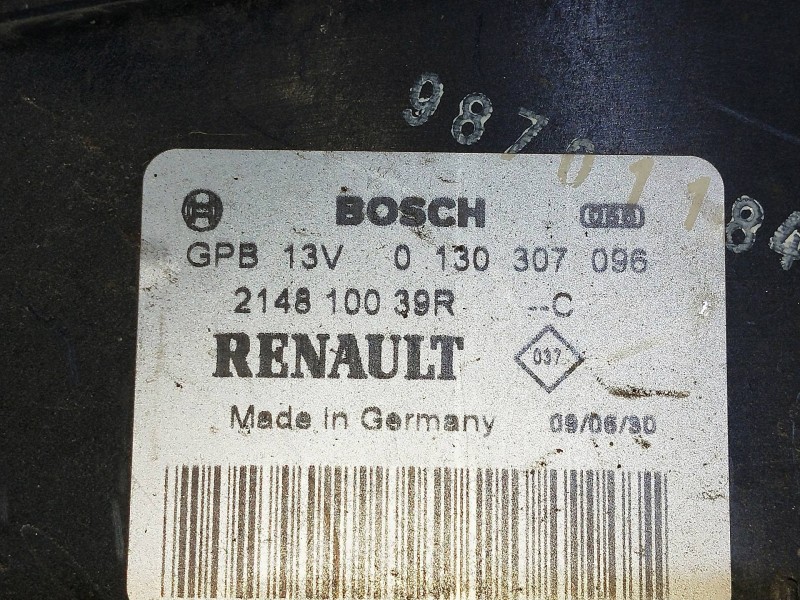 98701184
BOSCH
GPB 13V 0 130 307 096
2148 100 39R --C
RENAULT 037
Made in Germany 09/06/30